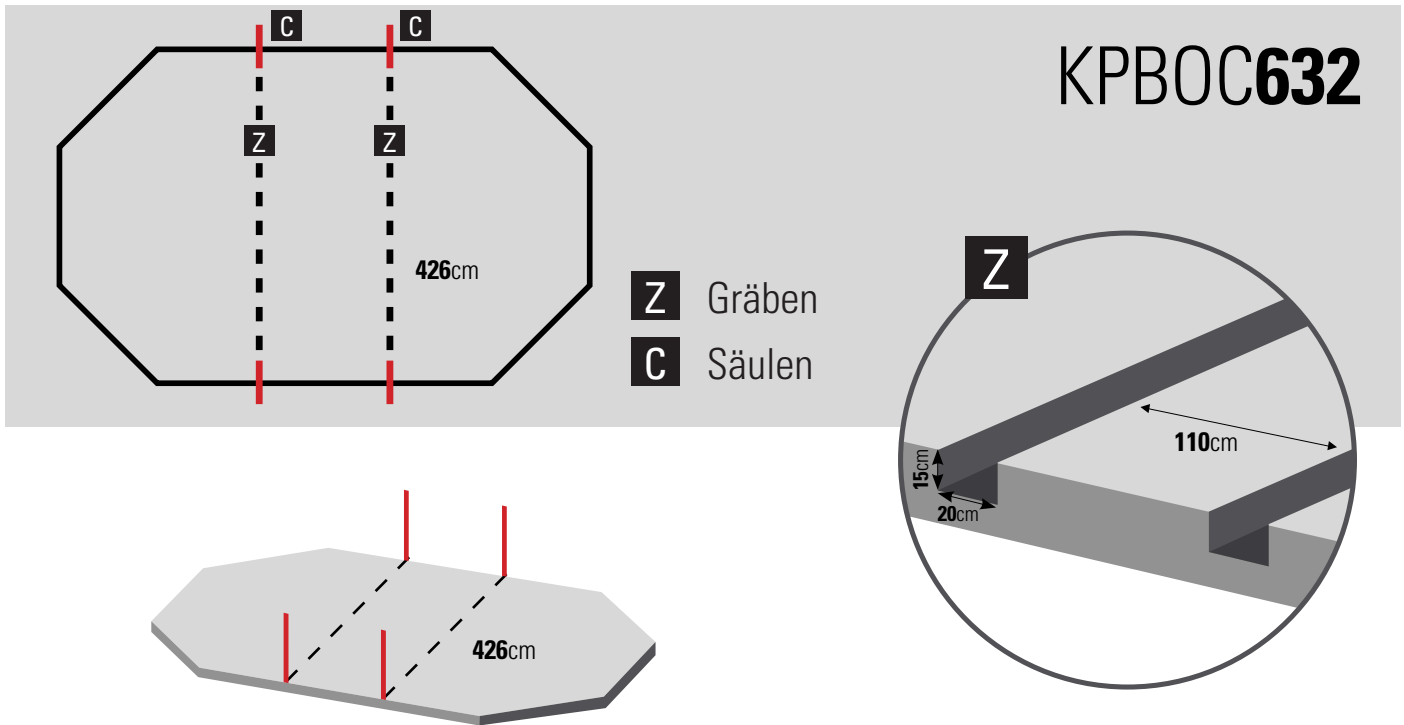 C
C
KPBOC632
Z
Z
426cm
Z Gräben
C Säulen
Z
110cm
15cm
20cm
426cm